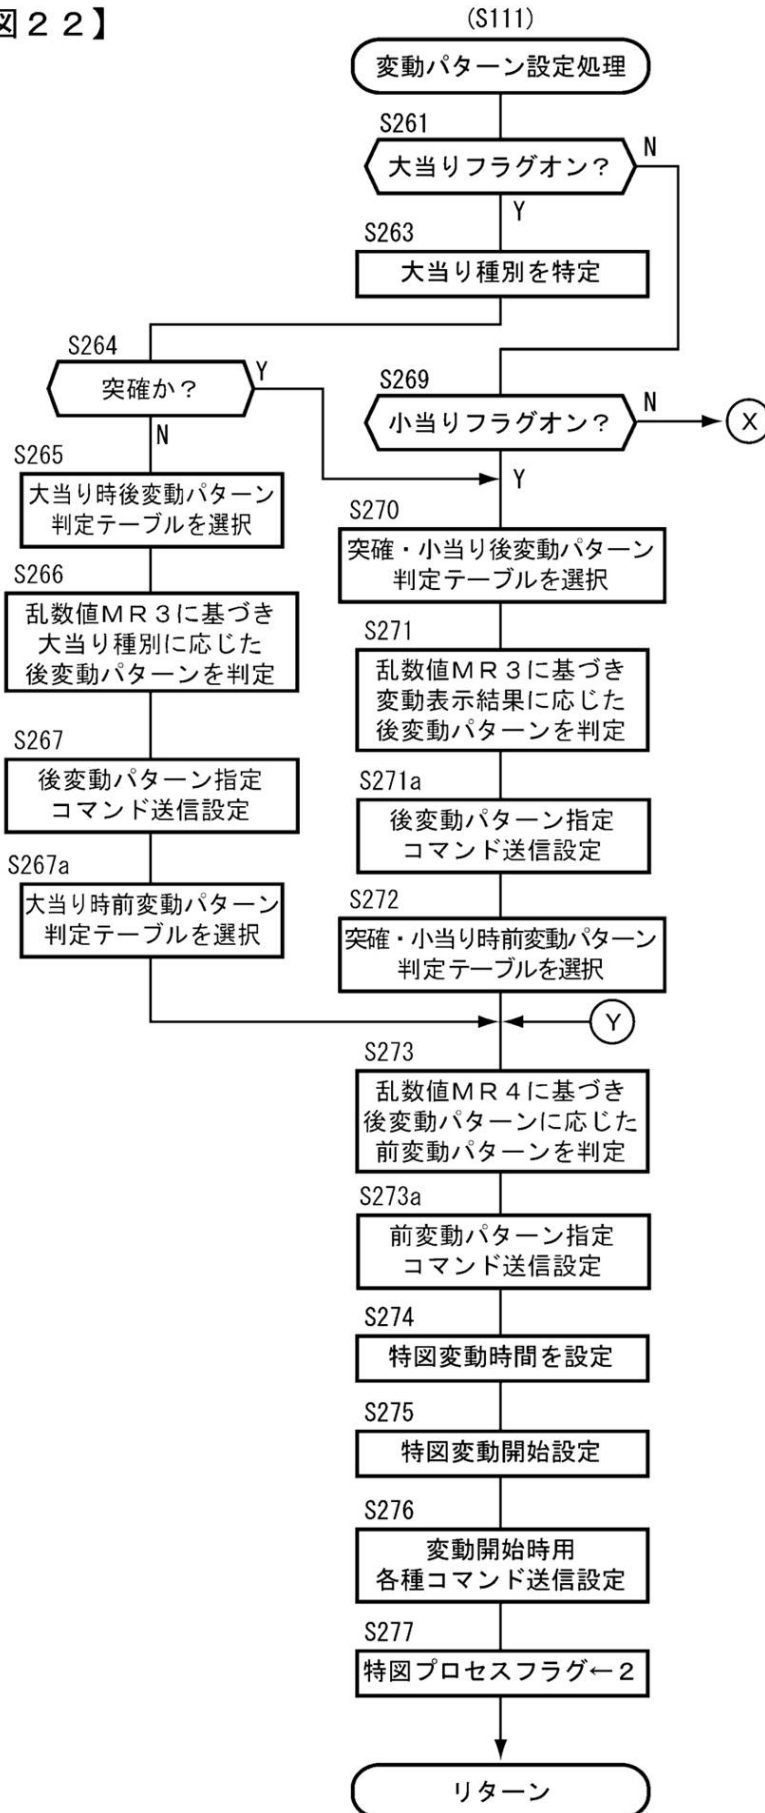 図２２】
(S111)
変動パターン設定処理
S261
大当りフラグオン？
N
Y
S263
大当り種別を特定
S264
突確か？
Y
N
S269
小当りフラグオン？
N
X
Y
S265
大当り時後変動パターン
判定テーブルを選択
S266
乱数値ＭＲ３に基づき
大当り種別に応じた
後変動パターンを判定
S267
後変動パターン指定
コマンド送信設定
S267a
大当り時前変動パターン
判定テーブルを選択
S270
突確・小当り後変動パターン
判定テーブルを選択
S271
乱数値ＭＲ３に基づき
変動表示結果に応じた
後変動パターンを判定
S271a
後変動パターン指定
コマンド送信設定
S272
突確・小当り時前変動パターン
判定テーブルを選択
Y
S273
乱数値ＭＲ４に基づき
後変動パターンに応じた
前変動パターンを判定
S273a
前変動パターン指定
コマンド送信設定
S274
特図変動時間を設定
S275
特図変動開始設定
S276
変動開始時用
各種コマンド送信設定
S277
特図プロセスフラグ←２
リターン